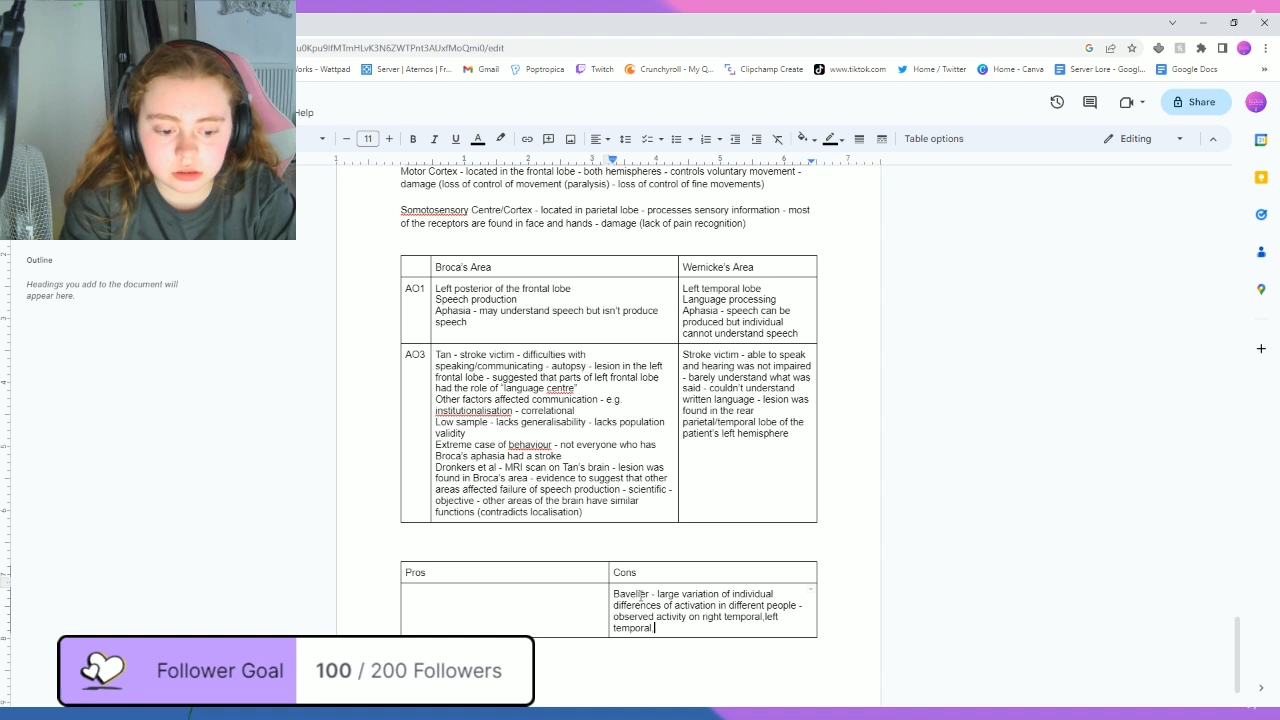 u0Kpu9IfMTmHLvK3N6ZWTPnt3AUxfMoQmi0/edit
orks - Wattpad
Server | Aternos | Fr...
Gmail
Poptropica
Twitch
Crunchyroll - My Q...
Clipchamp Create
www.tiktok.com
Home / Twitter
Home - Canva
Server Lore - Googl...
Google Docs
Help
Share
11
Table options
Editing
1 1 2 3 4 5 6 7
Outline
Headings you add to the document will
appear here.
Motor Cortex - located in the frontal lobe - both hemispheres - controls voluntary movement -
damage (loss of control of movement (paralysis) - loss of control of fine movements)
Somotosensory Centre/Cortex - located in parietal lobe - processes sensory information - most
of the receptors are found in face and hands - damage (lack of pain recognition)
Broca's Area
Wernicke's Area
AO1
Left posterior of the frontal lobe
Speech production
Aphasia - may understand speech but isn't produce
speech
Left temporal lobe
Language processing
Aphasia - speech can be
produced but individual
cannot understand speech
AO3
Tan - stroke victim - difficulties with
speaking/communicating - autopsy - lesion in the left
frontal lobe - suggested that parts of left frontal lobe
had the role of "language centre"
Other factors affected communication - e.g.
institutionalisation - correlational
Low sample - lacks generalisability - lacks population
validity
Extreme case of behaviour - not everyone who has
Broca's aphasia had a stroke
Dronkers et al - MRI scan on Tan's brain - lesion was
found in Broca's area - evidence to suggest that other
areas affected failure of speech production - scientific -
objective - other areas of the brain have similar
functions (contradicts localisation)
Stroke victim - able to speak
and hearing was not impaired
- barely understand what was
said - couldn't understand
written language - lesion was
found in the rear
parietal/temporal lobe of the
patient's left hemisphere
Pros
Cons
Baveller - large variation of individual
differences of activation in different people -
observed activity on right temporal,left
temporal,
Follower Goal
100 / 200 Followers